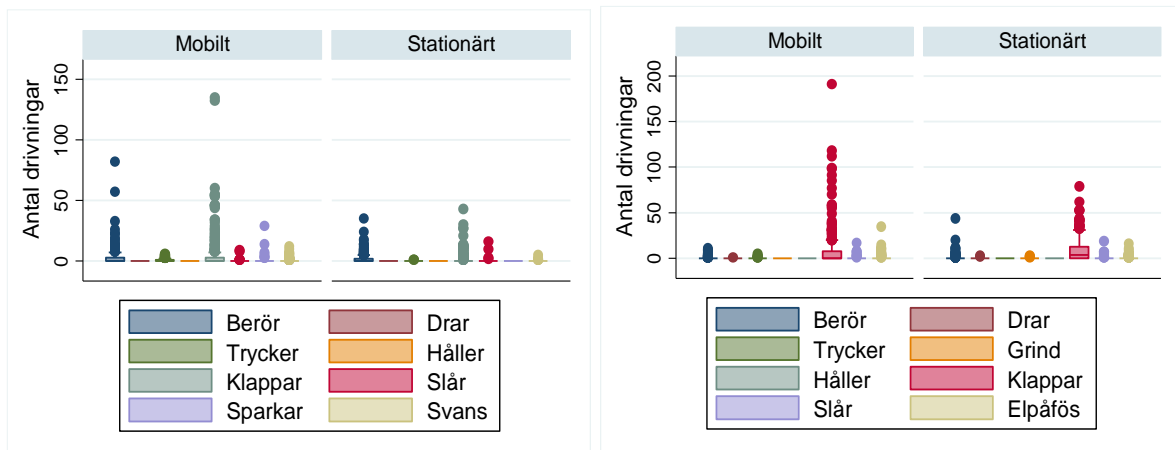 Mobilt Stationärt
Antal drivningar
150
100
50
0
Berör Drar
Trycker Håller
Klappar Slår
Sparkar Svans
Mobilt Stationärt
Antal drivningar
200
150
100
50
0
Berör Drar
Trycker Grind
Håller Klappar
Slår Elpåfös